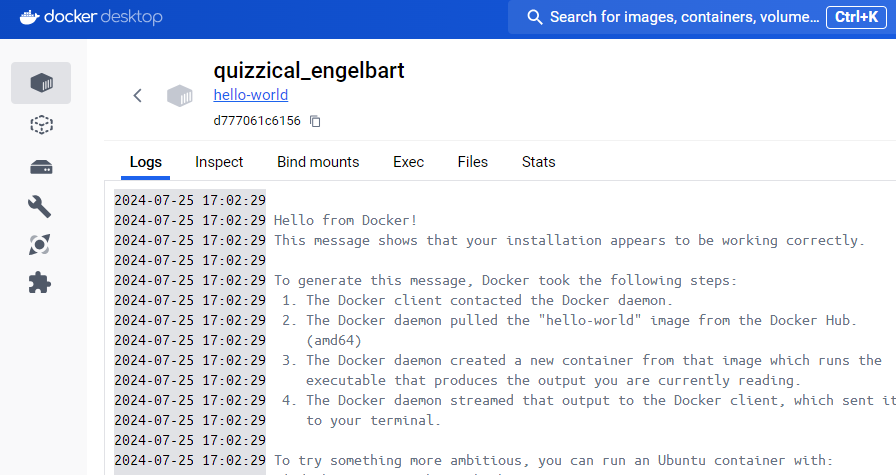 docker desktop
Search for images, containers, volume... Ctrl+K
quizzical_engelbart
hello-world
d777061c6156
Logs Inspect Bind mounts Exec Files Stats
2024-07-25 17:02:29
2024-07-25 17:02:29 Hello from Docker!
2024-07-25 17:02:29 This message shows that your installation appears to be working correctly.
2024-07-25 17:02:29
2024-07-25 17:02:29 To generate this message, Docker took the following steps:
2024-07-25 17:02:29 1. The Docker client contacted the Docker daemon.
2024-07-25 17:02:29 2. The Docker daemon pulled the "hello-world" image from the Docker Hub.
2024-07-25 17:02:29 (amd64)
2024-07-25 17:02:29 3. The Docker daemon created a new container from that image which runs the
2024-07-25 17:02:29 executable that produces the output you are currently reading.
2024-07-25 17:02:29 4. The Docker daemon streamed that output to the Docker client, which sent it
2024-07-25 17:02:29 to your terminal.
2024-07-25 17:02:29
2024-07-25 17:02:29 To try something more ambitious, you can run an Ubuntu container with: